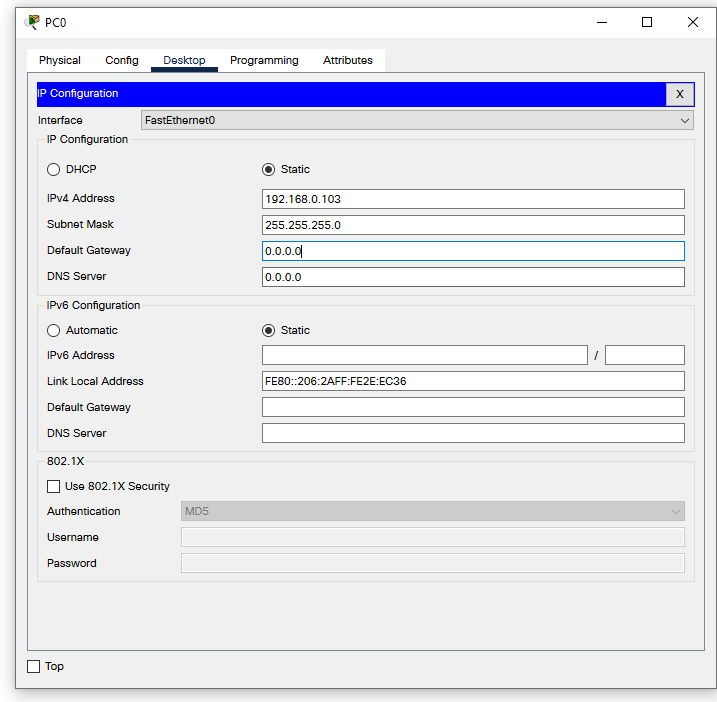 PC0
Physical Config Desktop Programming Attributes
IP Configuration X
Interface FastEthernet0
IP Configuration
DHCP Static
IPv4 Address 192.168.0.103
Subnet Mask 255.255.255.0
Default Gateway 0.0.0.0
DNS Server 0.0.0.0
IPv6 Configuration
Automatic Static
IPv6 Address /
Link Local Address FE80::206:2AFF:FE2E:EC36
Default Gateway
DNS Server
802.1X
Use 802.1X Security
Authentication MD5
Username
Password
Top